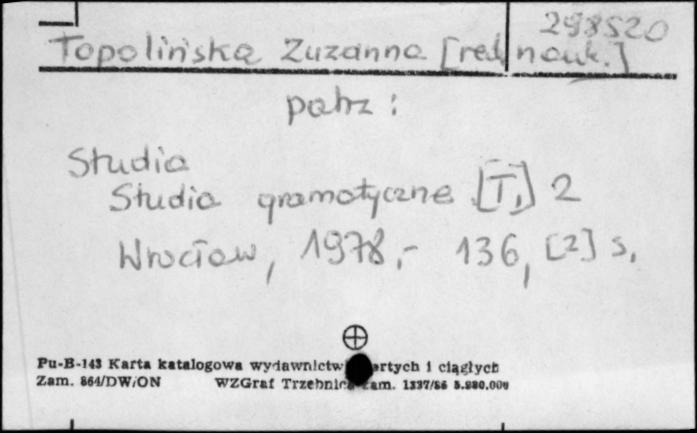 298520
Topolińska Zuzanna [red. nauk.]
patrz:
Studia
Studia gramatyczne [T.] 2
Wrocław, 1978,- 136, [2] s.
Pu-B-143 Karta katalogowa wydawnictw ertych i ciągłych
Zam. 864/DW/ON WZGraf Trzebnica zam. 1337/86 5.880.000